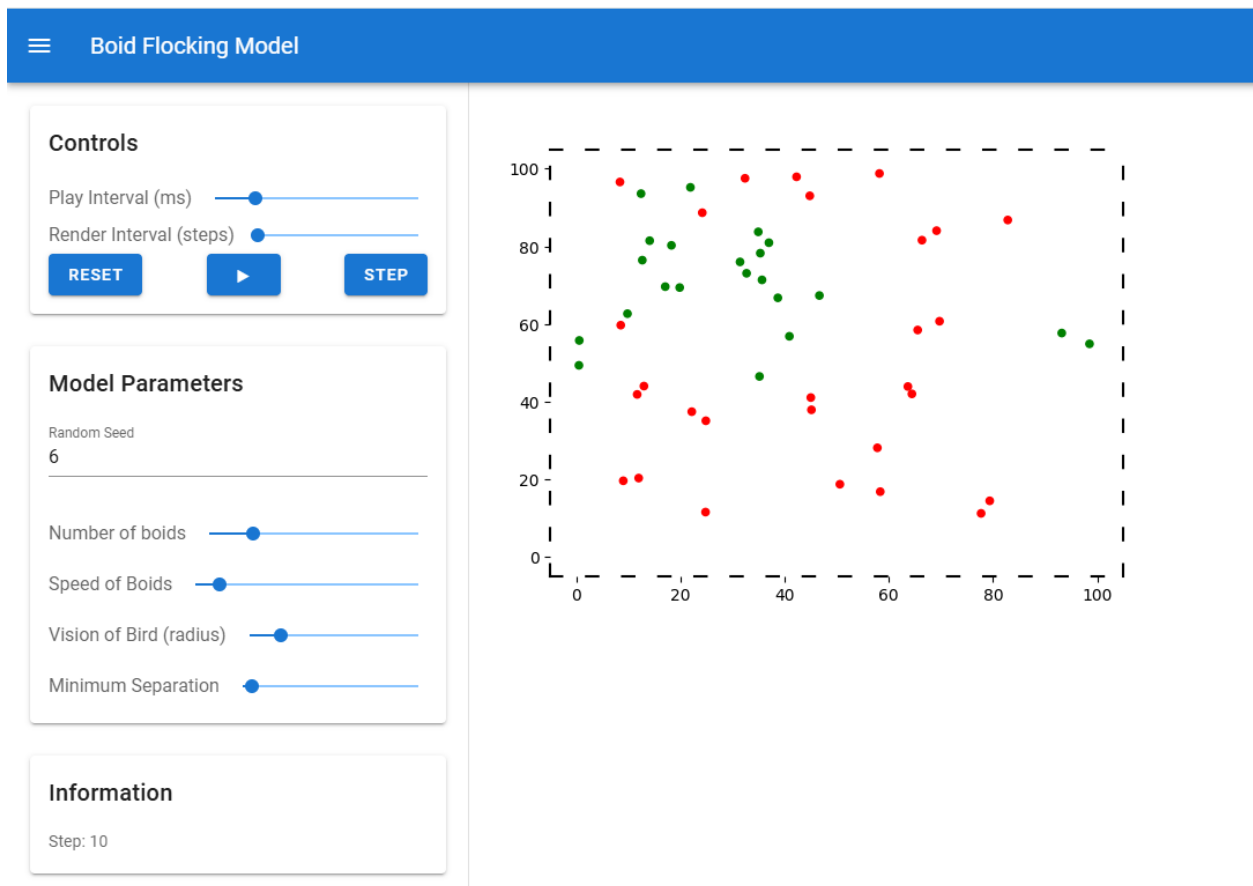 Boid Flocking Model
Controls
Play Interval (ms)
Render Interval (steps)
RESET
STEP
Model Parameters
Random Seed
6
Number of boids
Speed of Boids
Vision of Bird (radius)
Minimum Separation
Information
Step: 10
100
80
60
40
20
0
0 20 40 60 80 100